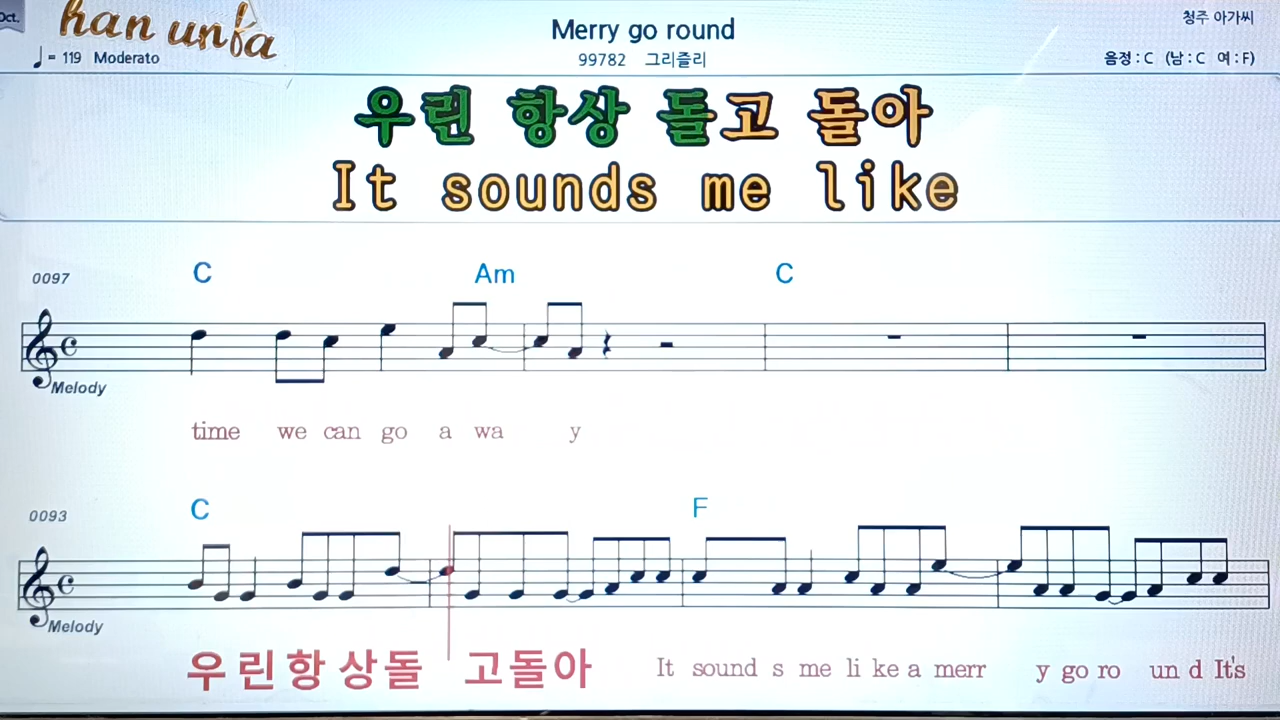 Oct.
han unfa
Merry go round
청주 아가씨
♩ = 119 Moderato
99782 그리즐리
음정 : C (남 : C 여 : F)
우린 항상 돌고 돌아
It sounds me like
0097
C Am C
Melody
time we can go a wa y
0093
C F
Melody
우 린 항 상 돌 고 돌 아 It sound s me li ke a merr y go ro un d It's